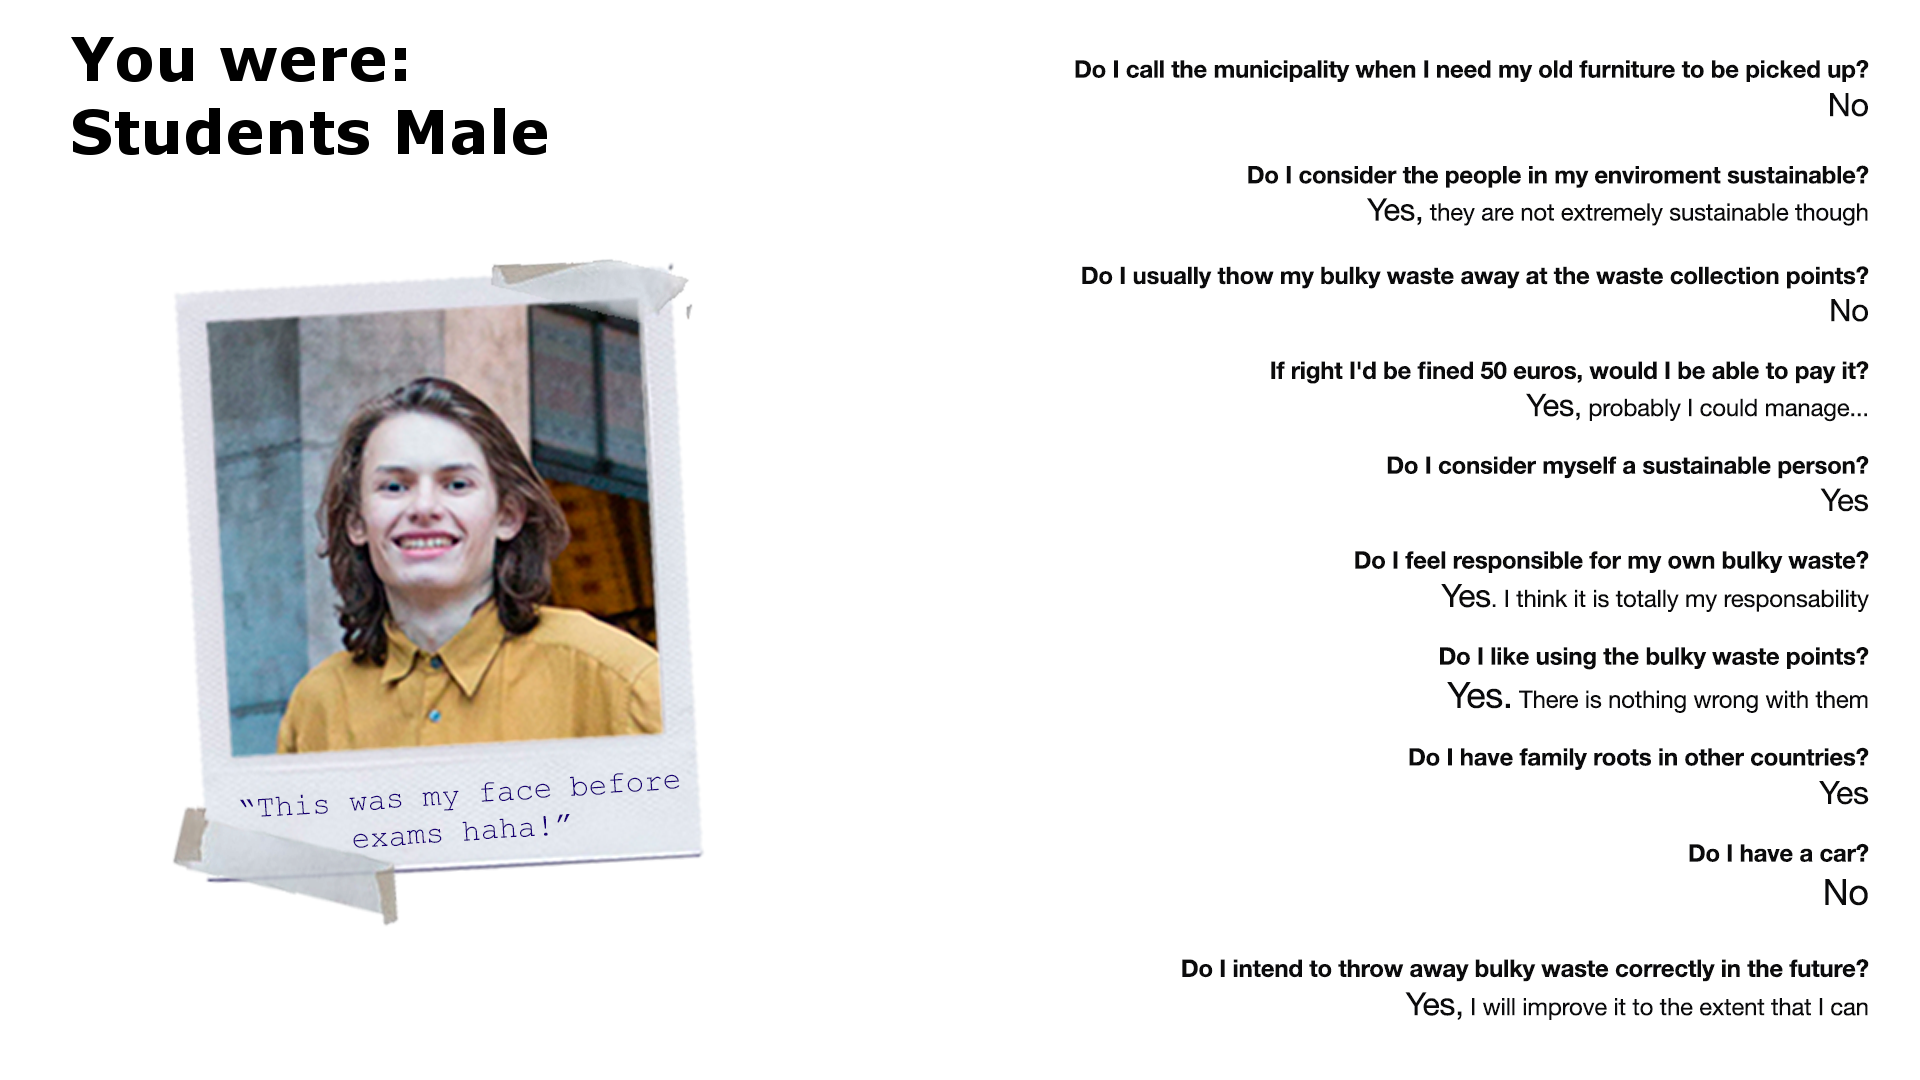 You were:
Students Male
“This was my face before
exams haha!”
Do I call the municipality when I need my old furniture to be picked up?
No
Do I consider the people in my enviroment sustainable?
Yes, they are not extremely sustainable though
Do I usually thow my bulky waste away at the waste collection points?
No
If right I'd be fined 50 euros, would I be able to pay it?
Yes, probably I could manage...
Do I consider myself a sustainable person?
Yes
Do I feel responsible for my own bulky waste?
Yes. I think it is totally my responsability
Do I like using the bulky waste points?
Yes. There is nothing wrong with them
Do I have family roots in other countries?
Yes
Do I have a car?
No
Do I intend to throw away bulky waste correctly in the future?
Yes, I will improve it to the extent that I can